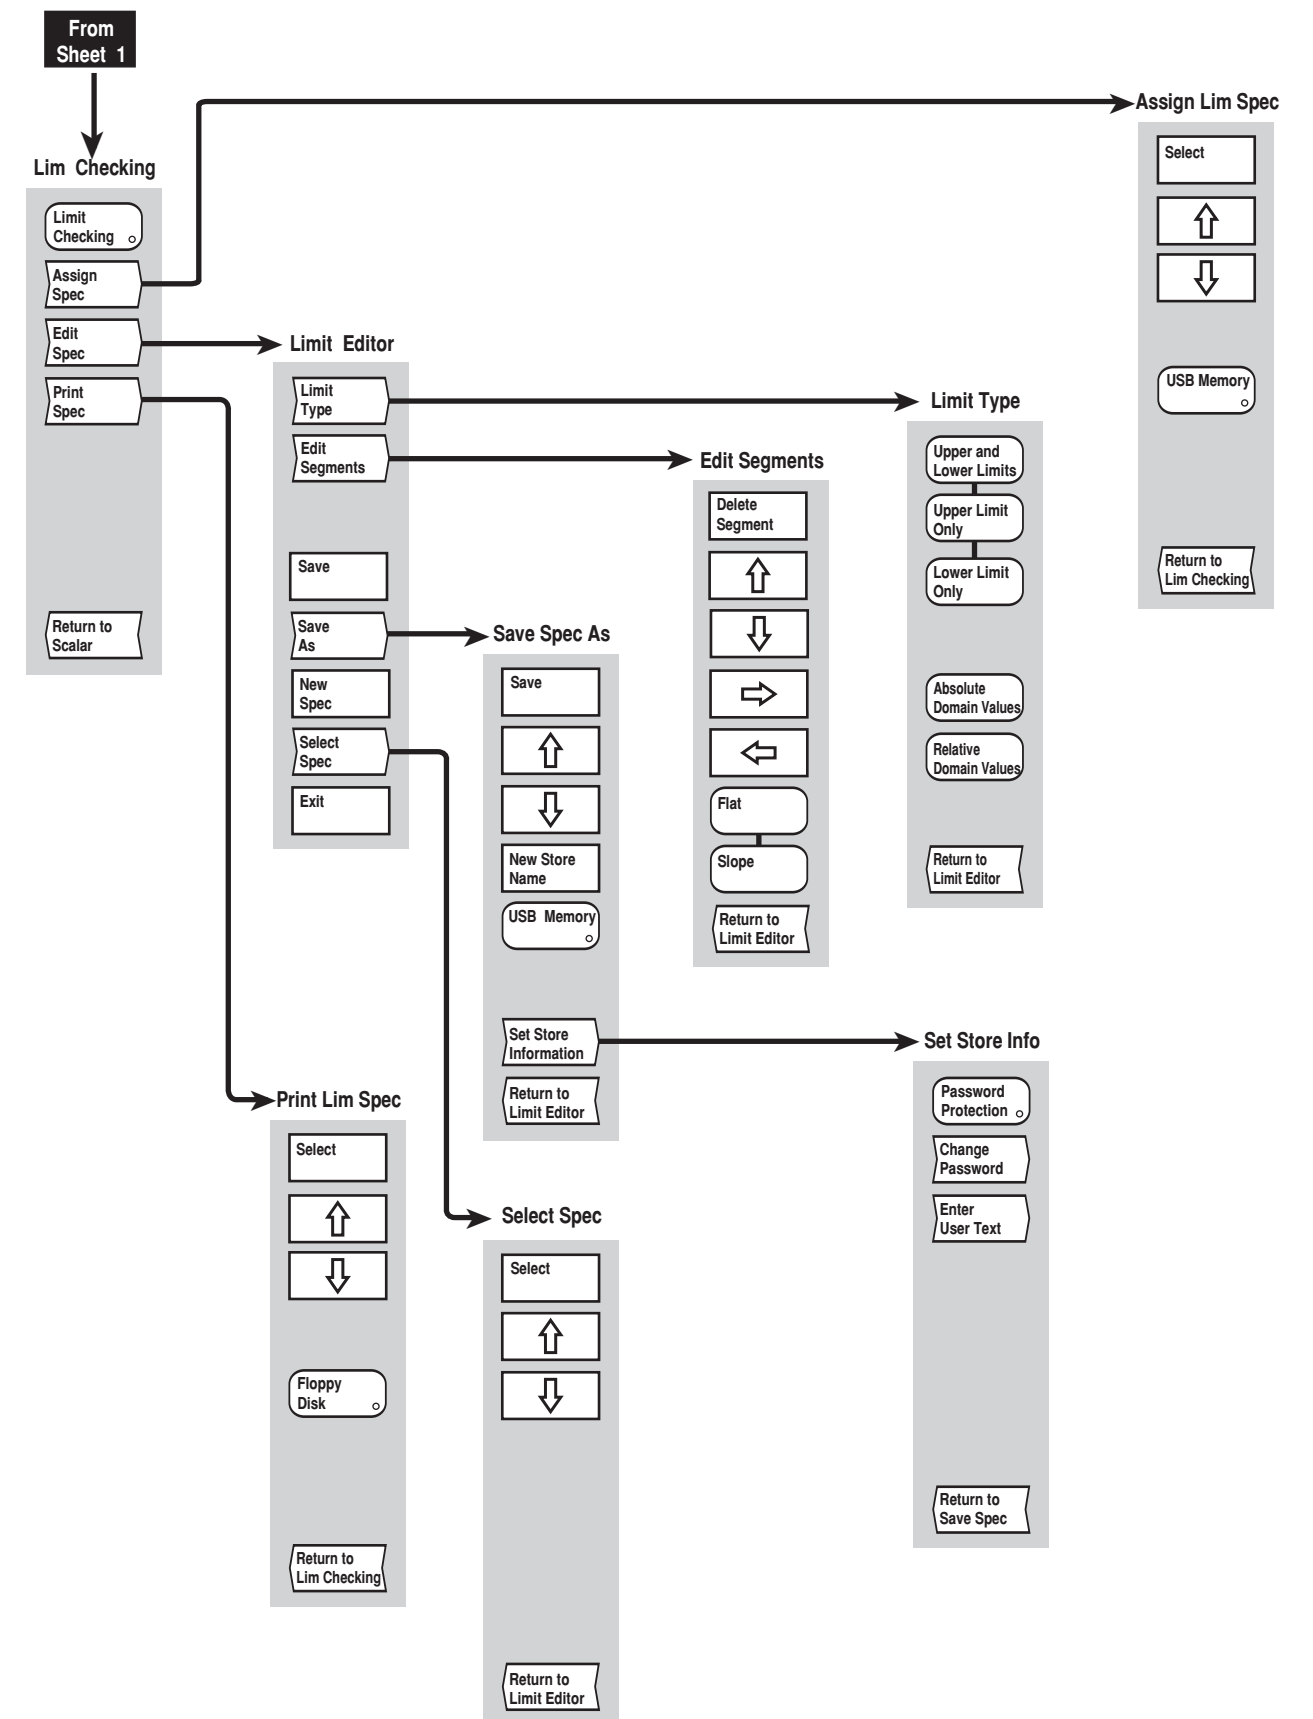 From
Sheet 1
Lim Checking
Limit
Checking
Assign
Spec
Edit
Spec
Print
Spec
Return to
Scalar
Limit Editor
Limit
Type
Edit
Segments
Save
Save
As
New
Spec
Select
Spec
Exit
Print Lim Spec
Select
Floppy
Disk
Return to
Lim Checking
Save Spec As
Save
New Store
Name
USB Memory
Set Store
Information
Return to
Limit Editor
Select Spec
Select
Return to
Limit Editor
Edit Segments
Delete
Segment
Flat
Slope
Return to
Limit Editor
Limit Type
Upper and
Lower Limits
Upper Limit
Only
Lower Limit
Only
Absolute
Domain Values
Relative
Domain Values
Return to
Limit Editor
Set Store Info
Password
Protection
Change
Password
Enter
User Text
Return to
Save Spec
Assign Lim Spec
Select
USB Memory
Return to
Lim Checking